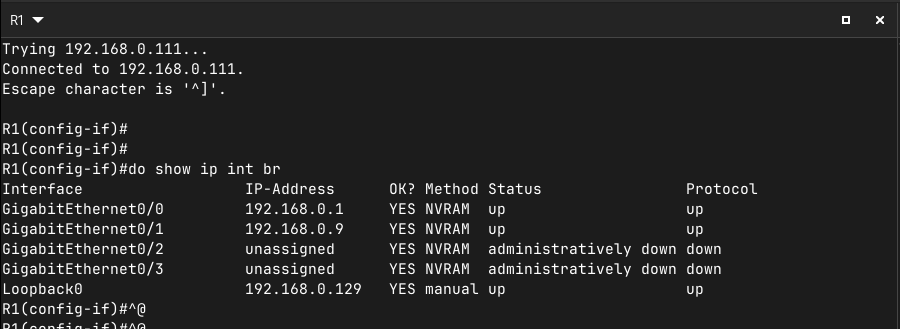 R1
Trying 192.168.0.111...
Connected to 192.168.0.111.
Escape character is '^]'.
R1(config-if)#
R1(config-if)#
R1(config-if)#do show ip int br
Interface                  IP-Address      OK? Method Status                Protocol
GigabitEthernet0/0         192.168.0.1     YES NVRAM  up                    up
GigabitEthernet0/1         192.168.0.9     YES NVRAM  up                    up
GigabitEthernet0/2         unassigned      YES NVRAM  administratively down down
GigabitEthernet0/3         unassigned      YES NVRAM  administratively down down
Loopback0                  192.168.0.129   YES manual up                    up
R1(config-if)#^@
R1(config-if)#^@